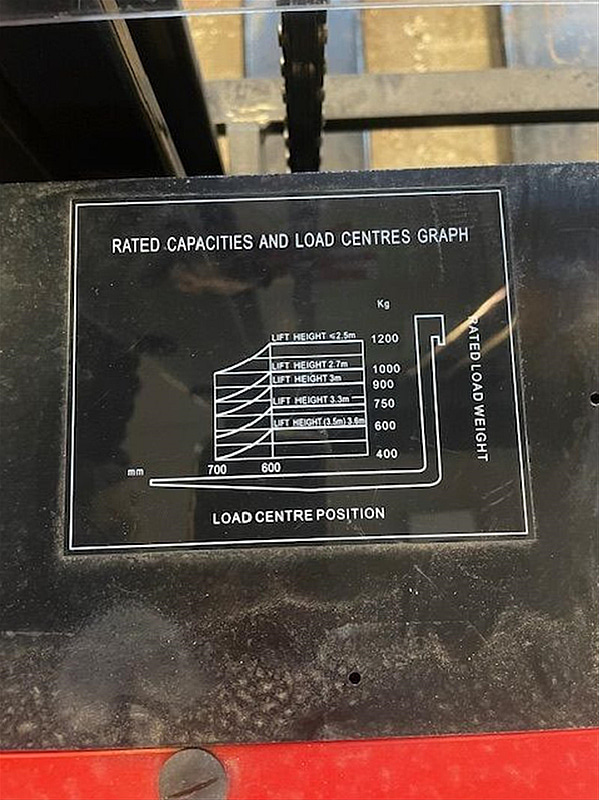 RATED CAPACITIES AND LOAD CENTRES GRAPH
Kg
LIFT HEIGHT ≤2.5m
1200
LIFT HEIGHT 2.7m
1000
LIFT HEIGHT 3m
900
LIFT HEIGHT 3.3m
750
LIFT HEIGHT (3.5m) 3.6m
600
400
RATED LOAD WEIGHT
mm
700
600
LOAD CENTRE POSITION